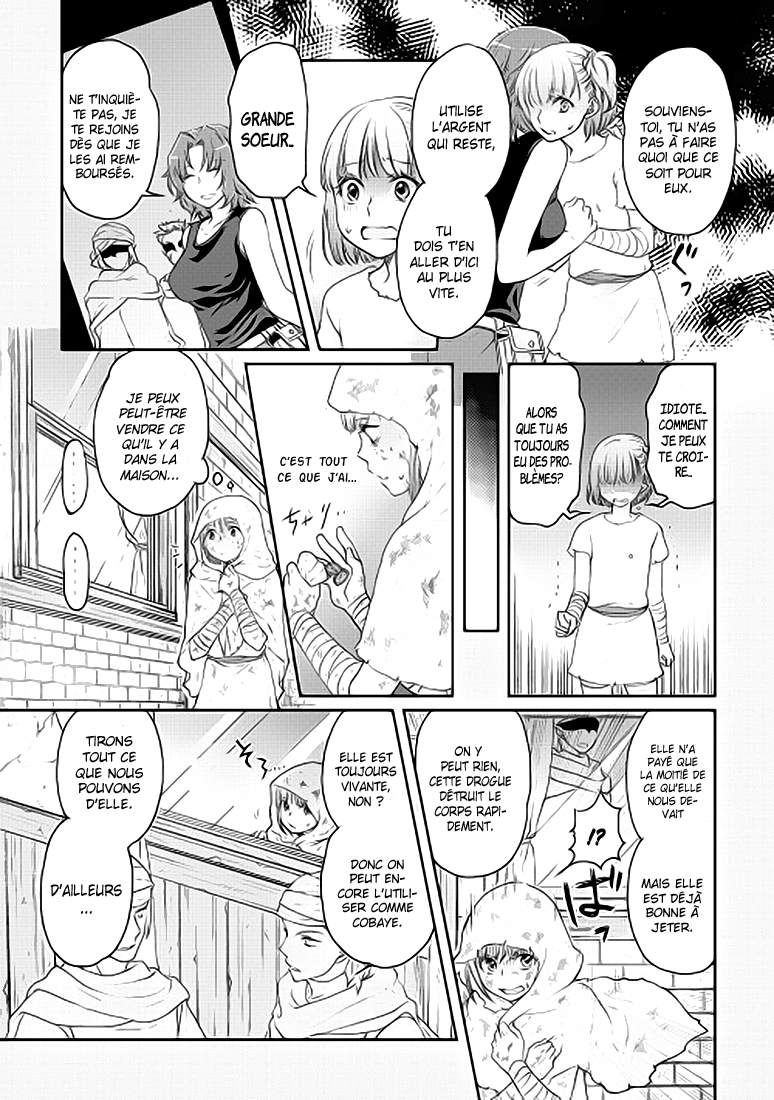 SOUVIENS-
TOI, TU N'AS
PAS À FAIRE
QUOI QUE CE
SOIT POUR
EUX.
UTILISE
L'ARGENT
QUI RESTE,
TU
DOIS T'EN
ALLER D'ICI
AU PLUS
VITE.
GRANDE
SOEUR..
NE T'INQUIÈ-
TE PAS, JE
TE REJOINS
DÈS QUE JE
LES AI REM-
BOURSÉS.
IDIOTE..
COMMENT
JE PEUX
TE CROI-
RE..
ALORS
QUE TU AS
TOUJOURS
EU DES PRO-
BLÈMES?
C'EST TOUT
CE QUE J'AI...
ちゃり
JE PEUX
PEUT-ÊTRE
VENDRE CE
QU'IL Y A
DANS LA
MAISON...
...
...
ELLE N'A
PAYÉ QUE
LA MOITIÉ DE
CE QU'ELLE
NOUS DE-
VAIT
MAIS ELLE
EST DÉJÀ
BONNE À
JETER.
!?
ばっ
ON Y
PEUT RIEN,
CETTE DROGUE
DÉTRUIT LE
CORPS RAPI-
DEMENT.
ELLE EST
TOUJOURS
VIVANTE,
NON ?
DONC ON
PEUT EN-
CORE L'UTILI-
SER COMME
COBAYE.
TIRONS
TOUT CE
QUE NOUS
POUVONS
D'ELLE.
D'AILLEURS
...